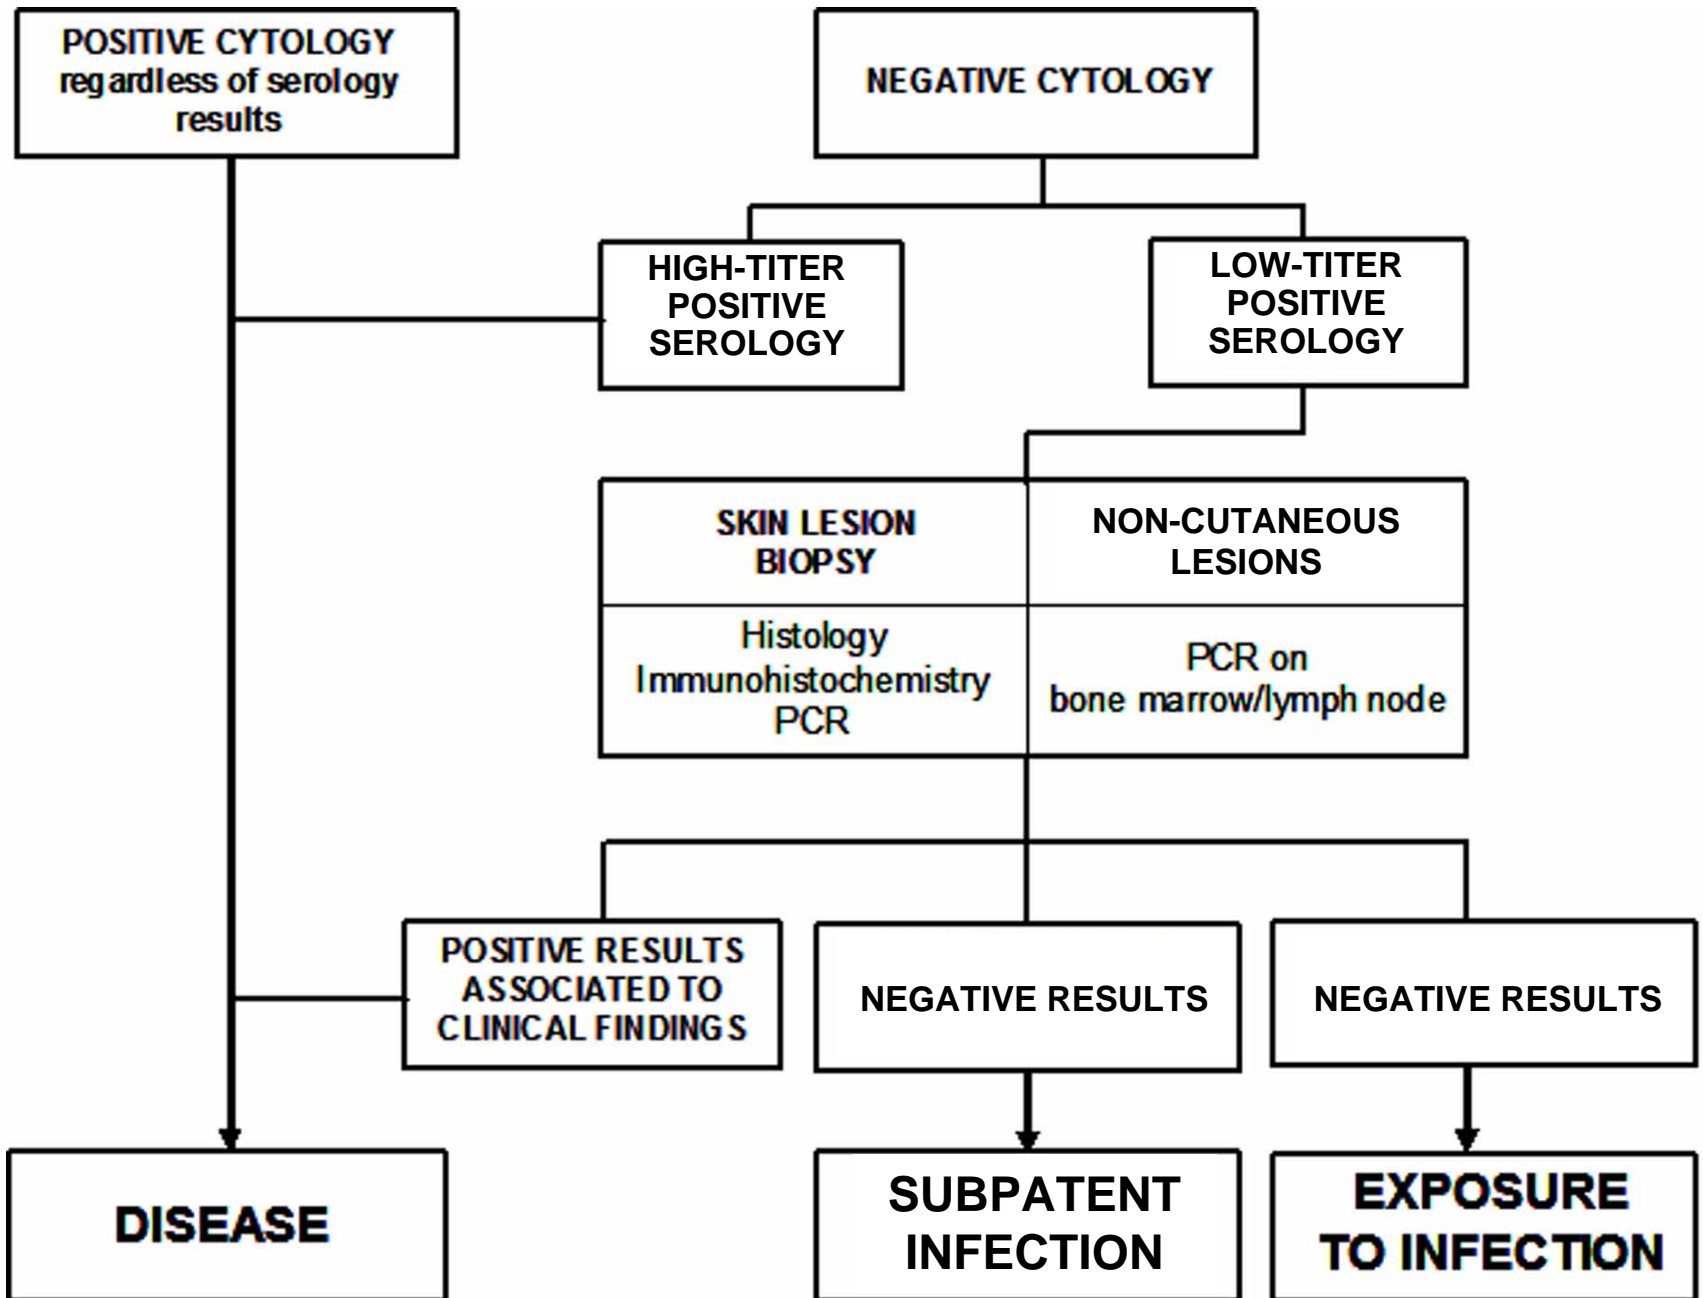 POSITIVE CYTOLOGY
regardless of serology
results
NEGATIVE CYTOLOGY
HIGH-TITER
POSITIVE
SEROLOGY
LOW-TITER
POSITIVE
SEROLOGY
SKIN LESION
BIOPSY
NON-CUTANEOUS
LESIONS
Histology
Immunohistochemistry
PCR
PCR on
bone marrow/lymph node
POSITIVE RESULTS
ASSOCIATED TO
CLINICAL FINDINGS
NEGATIVE RESULTS
NEGATIVE RESULTS
DISEASE
SUBPATENT
INFECTION
EXPOSURE
TO INFECTION